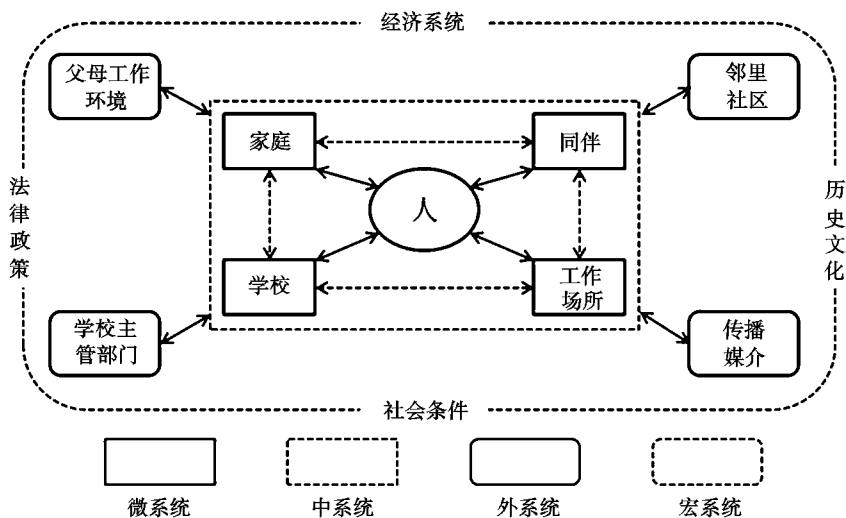 经济系统
父母工作
环境
邻里
社区
家庭
同伴
法律政策
人
历史文化
学校
工作
场所
学校主
管部门
传播
媒介
社会条件
微系统
中系统
外系统
宏系统